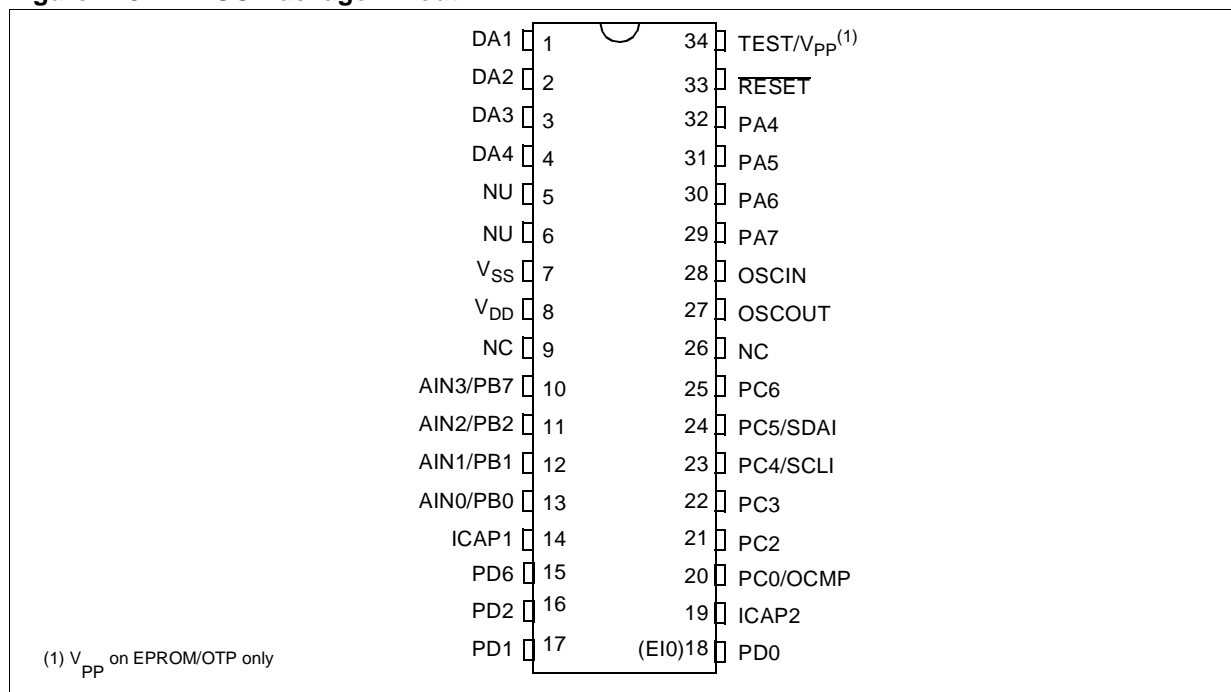 DA1 1 34 TEST/VPP(1)
DA2 2 33 RESET
DA3 3 32 PA4
DA4 4 31 PA5
NU 5 30 PA6
NU 6 29 PA7
VSS 7 28 OSCIN
VDD 8 27 OSCOUT
NC 9 26 NC
AIN3/PB7 10 25 PC6
AIN2/PB2 11 24 PC5/SDAI
AIN1/PB1 12 23 PC4/SCLI
AIN0/PB0 13 22 PC3
ICAP1 14 21 PC2
PD6 15 20 PC0/OCMP
PD2 16 19 ICAP2
PD1 17 (EI0)18 PD0
(1) VPP on EPROM/OTP only